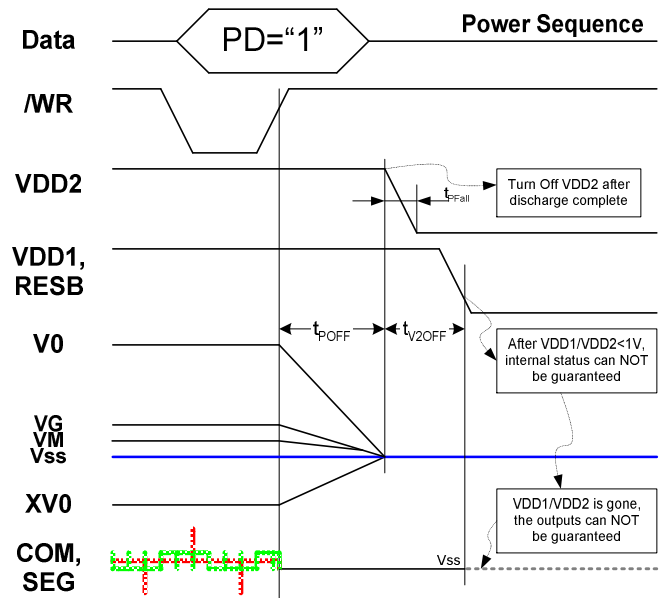 Power Sequence
Data
PD=“1”
/WR
VDD2
tPFall
Turn Off VDD2 after
discharge complete
VDD1,
RESB
tPOFF
tV2OFF
V0
After VDD1/VDD2<1V,
internal status can NOT
be guaranteed
VG
VM
Vss
XV0
VDD1/VDD2 is gone,
the outputs can NOT
be guaranteed
COM,
SEG
Vss